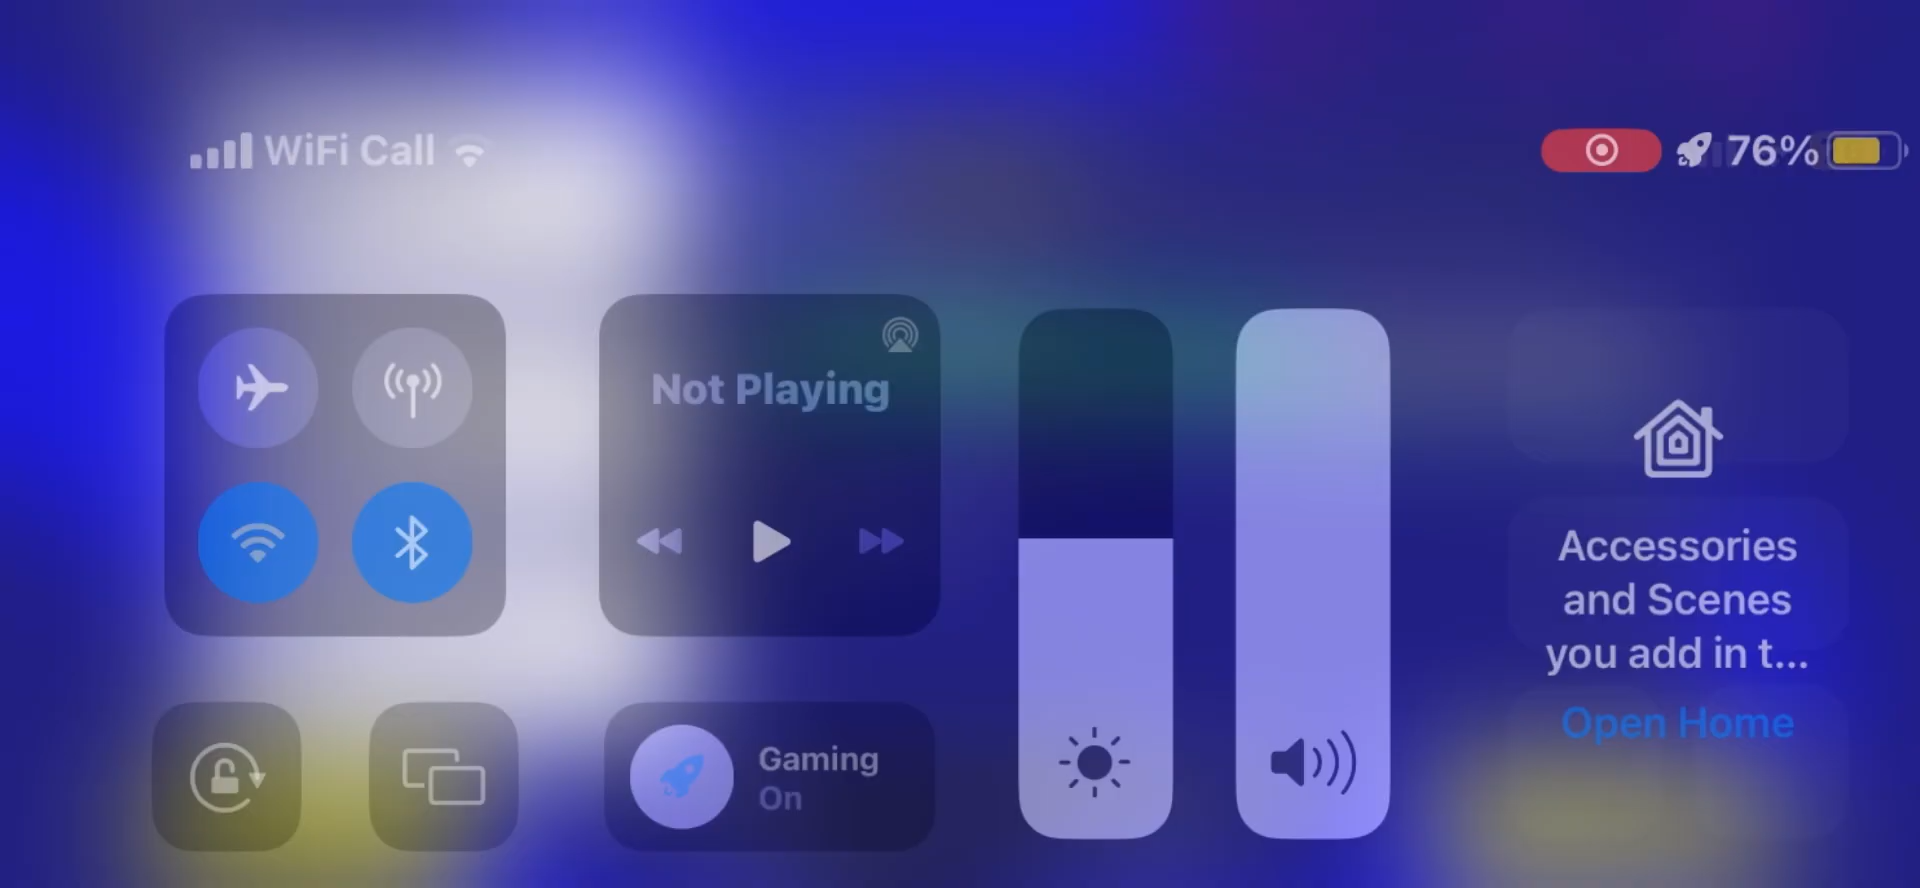 WiFi Call
76%
Not Playing
Accessories
and Scenes
you add in t...
Open Home
Gaming
On